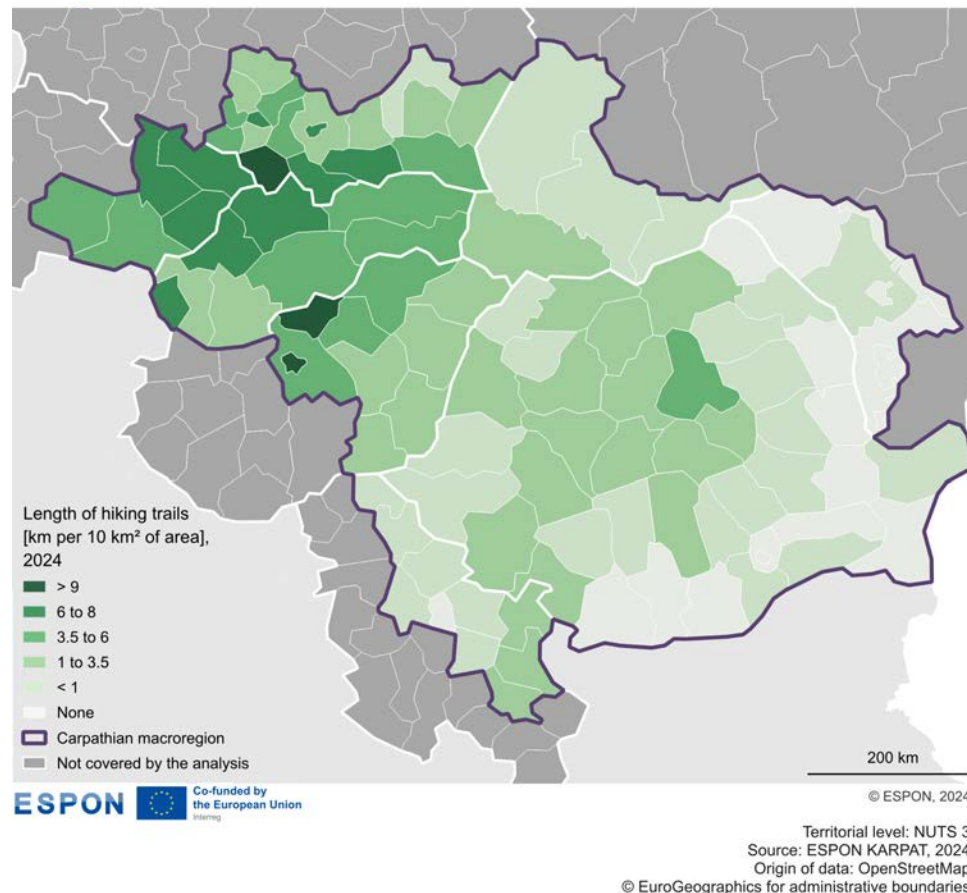 Length of hiking trails
[km per 10 km² of area],
2024
> 9
6 to 8
3.5 to 6
1 to 3.5
< 1
None
Carpathian macroregion
Not covered by the analysis
200 km
ESPON
Co-funded by
the European Union
Interreg
© ESPON, 2024
Territorial level: NUTS 3
Source: ESPON KARPAT, 2024
Origin of data: OpenStreetMap
© EuroGeographics for administrative boundaries